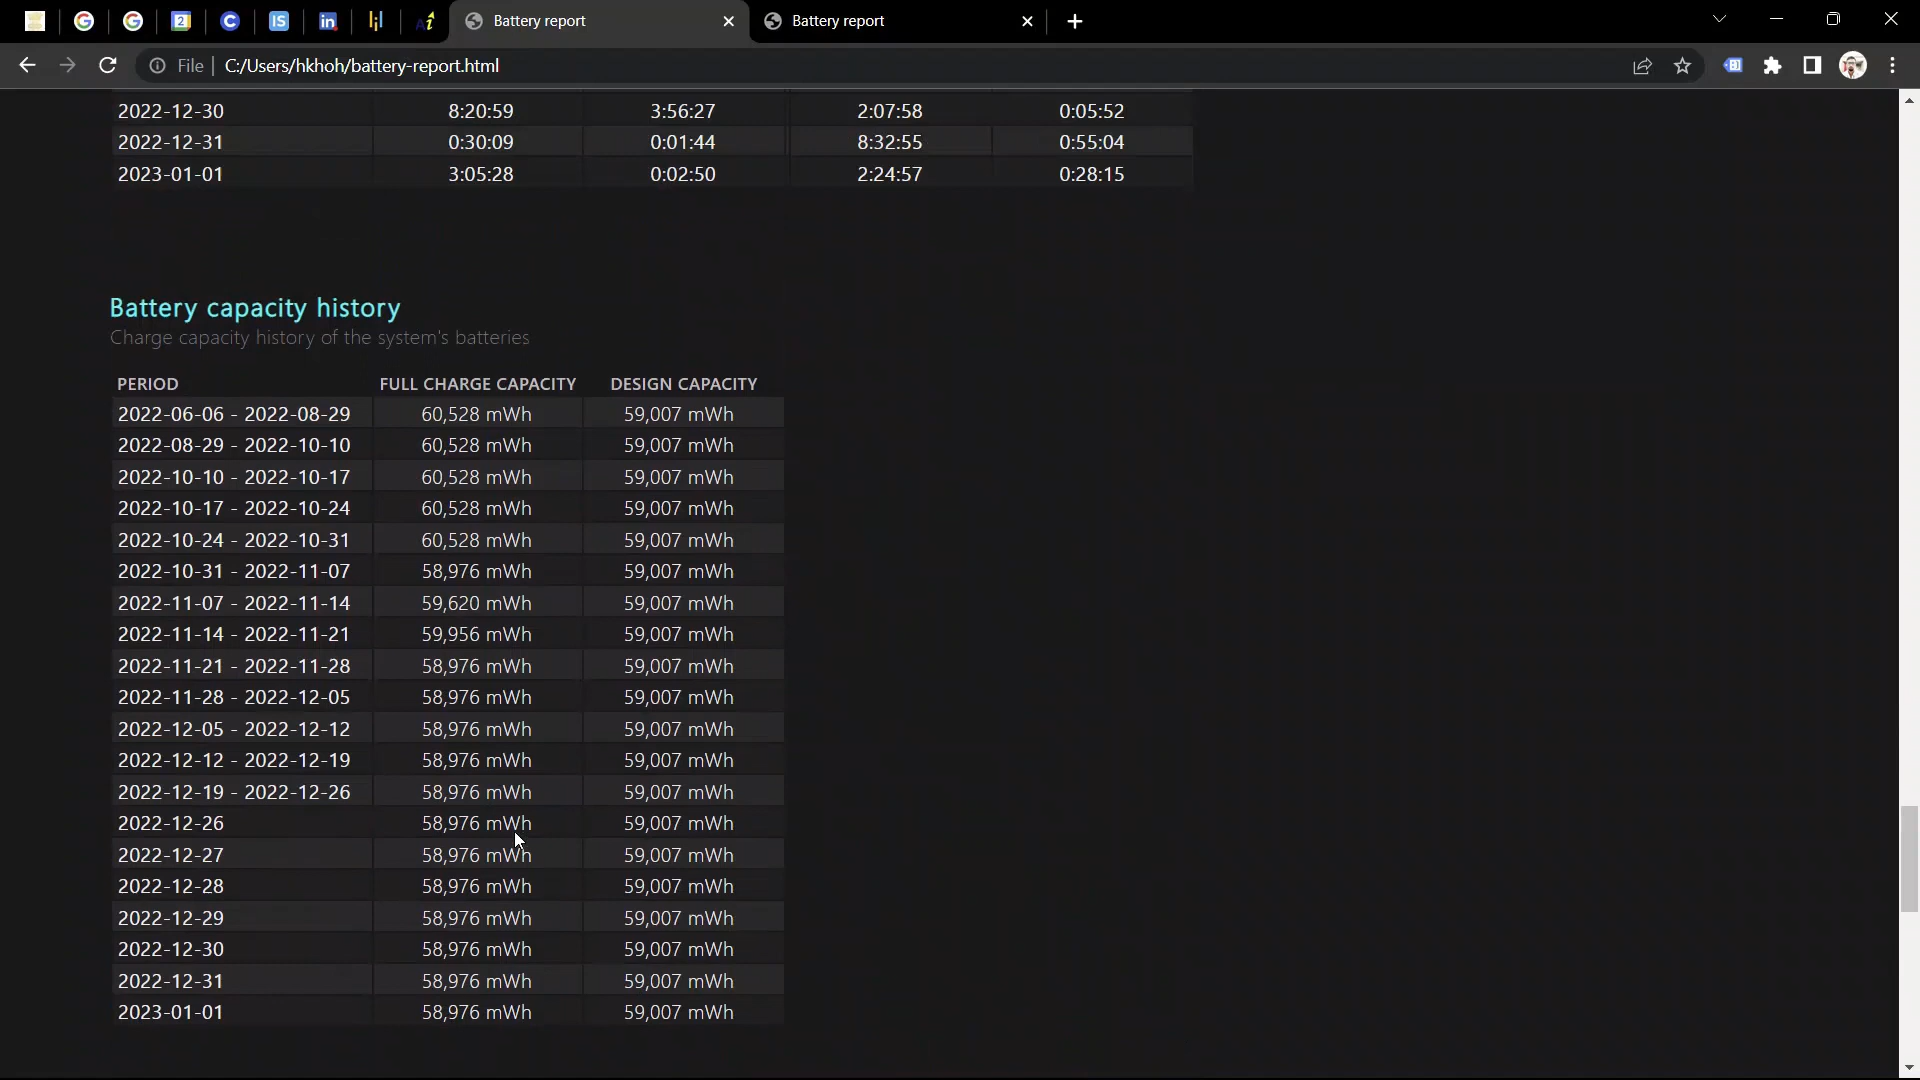 2
C
IS
in
Battery report
Battery report
File
C:/Users/hkhoh/battery-report.html
2022-12-30 8:20:59 3:56:27 2:07:58 0:05:52
2022-12-31 0:30:09 0:01:44 8:32:55 0:55:04
2023-01-01 3:05:28 0:02:50 2:24:57 0:28:15
Battery capacity history
Charge capacity history of the system's batteries
PERIOD FULL CHARGE CAPACITY DESIGN CAPACITY
2022-06-06 - 2022-08-29 60,528 mWh 59,007 mWh
2022-08-29 - 2022-10-10 60,528 mWh 59,007 mWh
2022-10-10 - 2022-10-17 60,528 mWh 59,007 mWh
2022-10-17 - 2022-10-24 60,528 mWh 59,007 mWh
2022-10-24 - 2022-10-31 60,528 mWh 59,007 mWh
2022-10-31 - 2022-11-07 58,976 mWh 59,007 mWh
2022-11-07 - 2022-11-14 59,620 mWh 59,007 mWh
2022-11-14 - 2022-11-21 59,956 mWh 59,007 mWh
2022-11-21 - 2022-11-28 58,976 mWh 59,007 mWh
2022-11-28 - 2022-12-05 58,976 mWh 59,007 mWh
2022-12-05 - 2022-12-12 58,976 mWh 59,007 mWh
2022-12-12 - 2022-12-19 58,976 mWh 59,007 mWh
2022-12-19 - 2022-12-26 58,976 mWh 59,007 mWh
2022-12-26 58,976 mWh 59,007 mWh
2022-12-27 58,976 mWh 59,007 mWh
2022-12-28 58,976 mWh 59,007 mWh
2022-12-29 58,976 mWh 59,007 mWh
2022-12-30 58,976 mWh 59,007 mWh
2022-12-31 58,976 mWh 59,007 mWh
2023-01-01 58,976 mWh 59,007 mWh